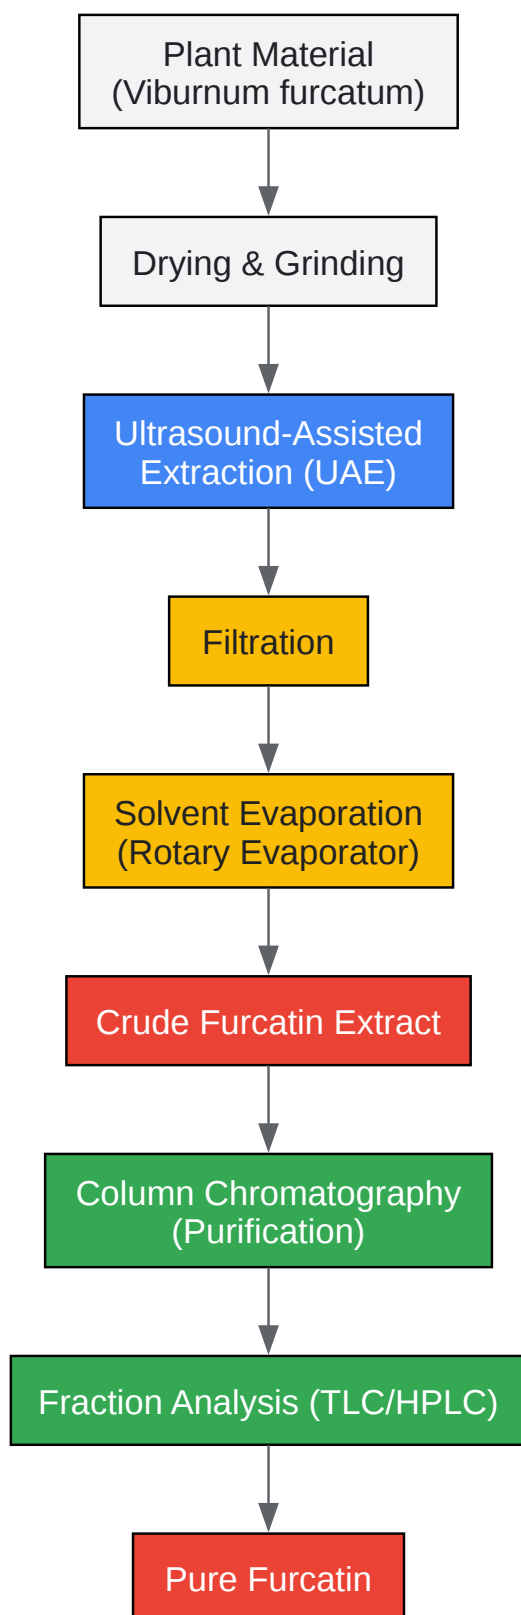 Plant Material
(Viburnum furcatum)
Drying & Grinding
Ultrasound-Assisted
Extraction (UAE)
Filtration
Solvent Evaporation
(Rotary Evaporator)
Crude Furcatin Extract
Column Chromatography
(Purification)
Fraction Analysis (TLC/HPLC)
Pure Furcatin